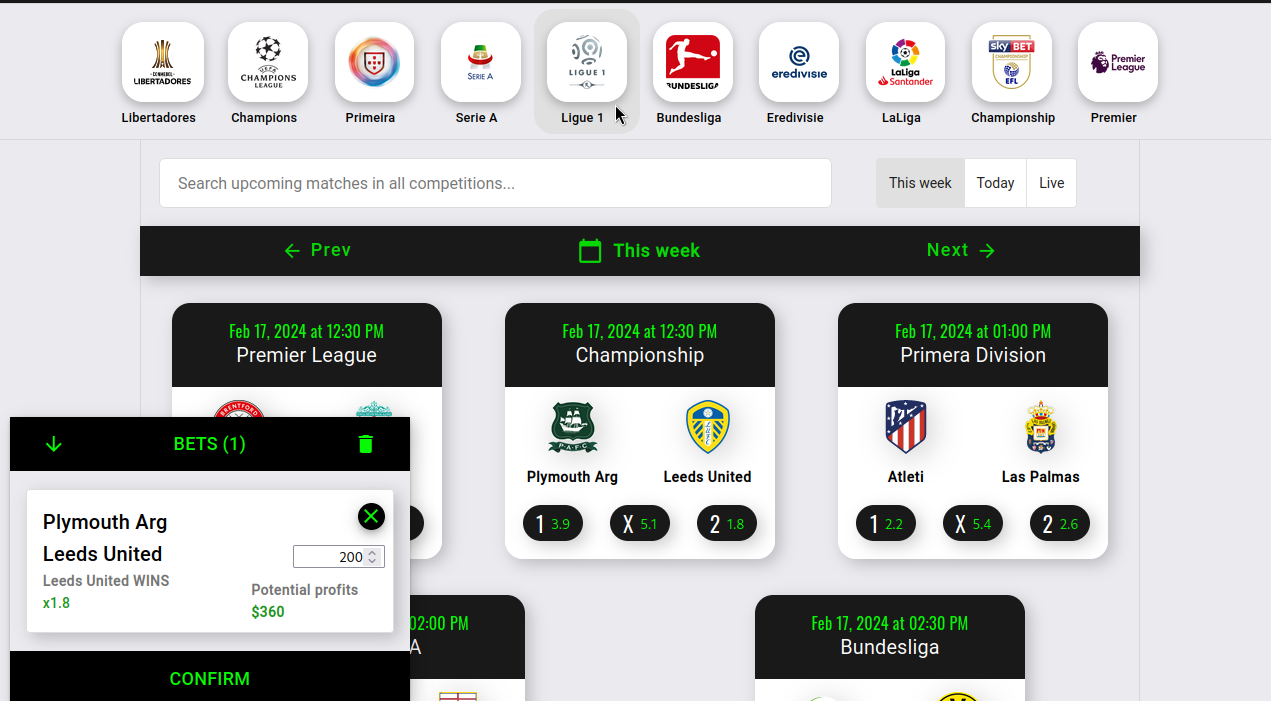 CONMEBOL
LIBERTADORES
UEFA
CHAMPIONS
LEAGUE
SERIE A
LIGUE 1
BUNDESLIGA
eredivisie
LaLiga
Santander
sky BET
CHAMPIONSHIP
EFL
Premier
League
Libertadores Champions Primeira Serie A Ligue 1 Bundesliga Eredivisie LaLiga Championship Premier
Search upcoming matches in all competitions...
This week Today Live
← Prev This week Next →
Feb 17, 2024 at 12:30 PM
Premier League
BRENTFORD
Feb 17, 2024 at 12:30 PM
Championship
P.A.F.C
Plymouth Arg Leeds United
1 3.9 X 5.1 2 1.8
Feb 17, 2024 at 01:00 PM
Primera Division
Atleti Las Palmas
1 2.2 X 5.4 2 2.6
BETS (1)
Plymouth Arg
Leeds United 200
Leeds United WINS
x1.8
Potential profits
$360
CONFIRM
02:00 PM
A
Feb 17, 2024 at 02:30 PM
Bundesliga